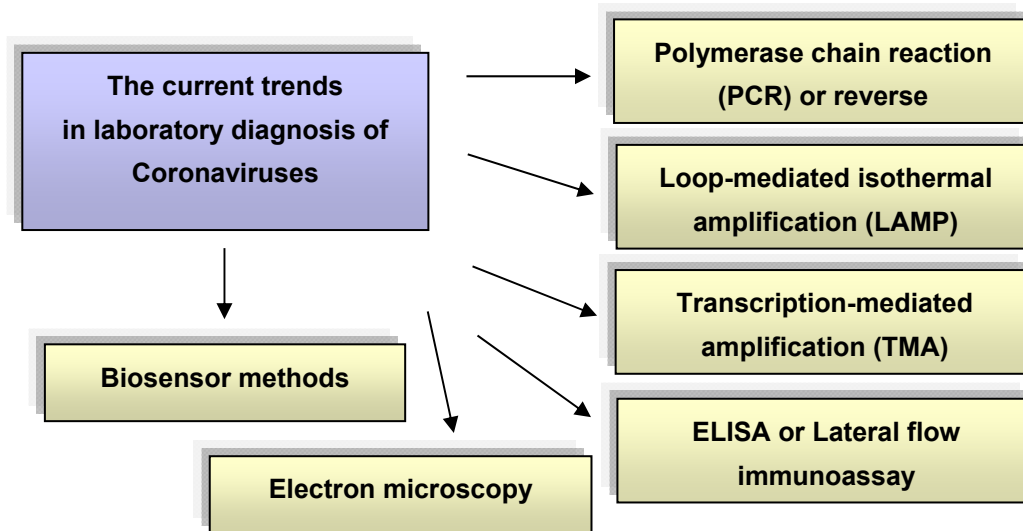 The current trends
in laboratory diagnosis of
Coronaviruses
Polymerase chain reaction
(PCR) or reverse
Loop-mediated isothermal
amplification (LAMP)
Transcription-mediated
amplification (TMA)
ELISA or Lateral flow
immunoassay
Biosensor methods
Electron microscopy